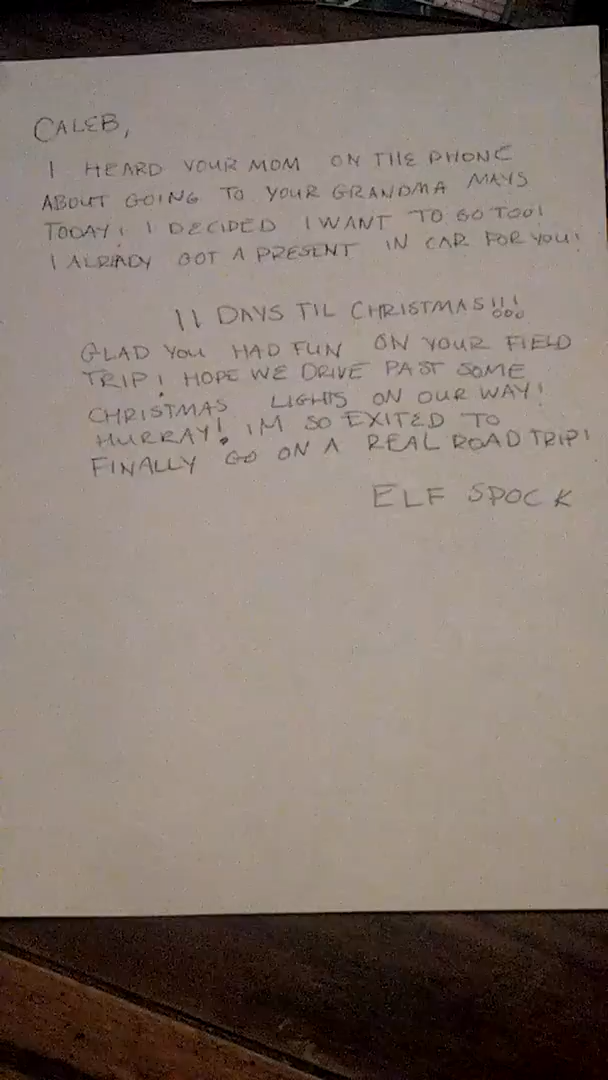 CALEB,
I HEARD YOUR MOM ON THE PHONE
ABOUT GOING TO YOUR GRANDMA MAYS
TODAY! I DECIDED I WANT TO GO TOO!
I ALREADY GOT A PRESENT IN CAR FOR YOU!
11 DAYS TIL CHRISTMAS!!!
GLAD YOU HAD FUN ON YOUR FIELD
TRIP! HOPE WE DRIVE PAST SOME
CHRISTMAS LIGHTS ON OUR WAY!
HURRAY! IM SO EXITED TO
FINALLY GO ON A REAL ROAD TRIP!
ELF SPOCK